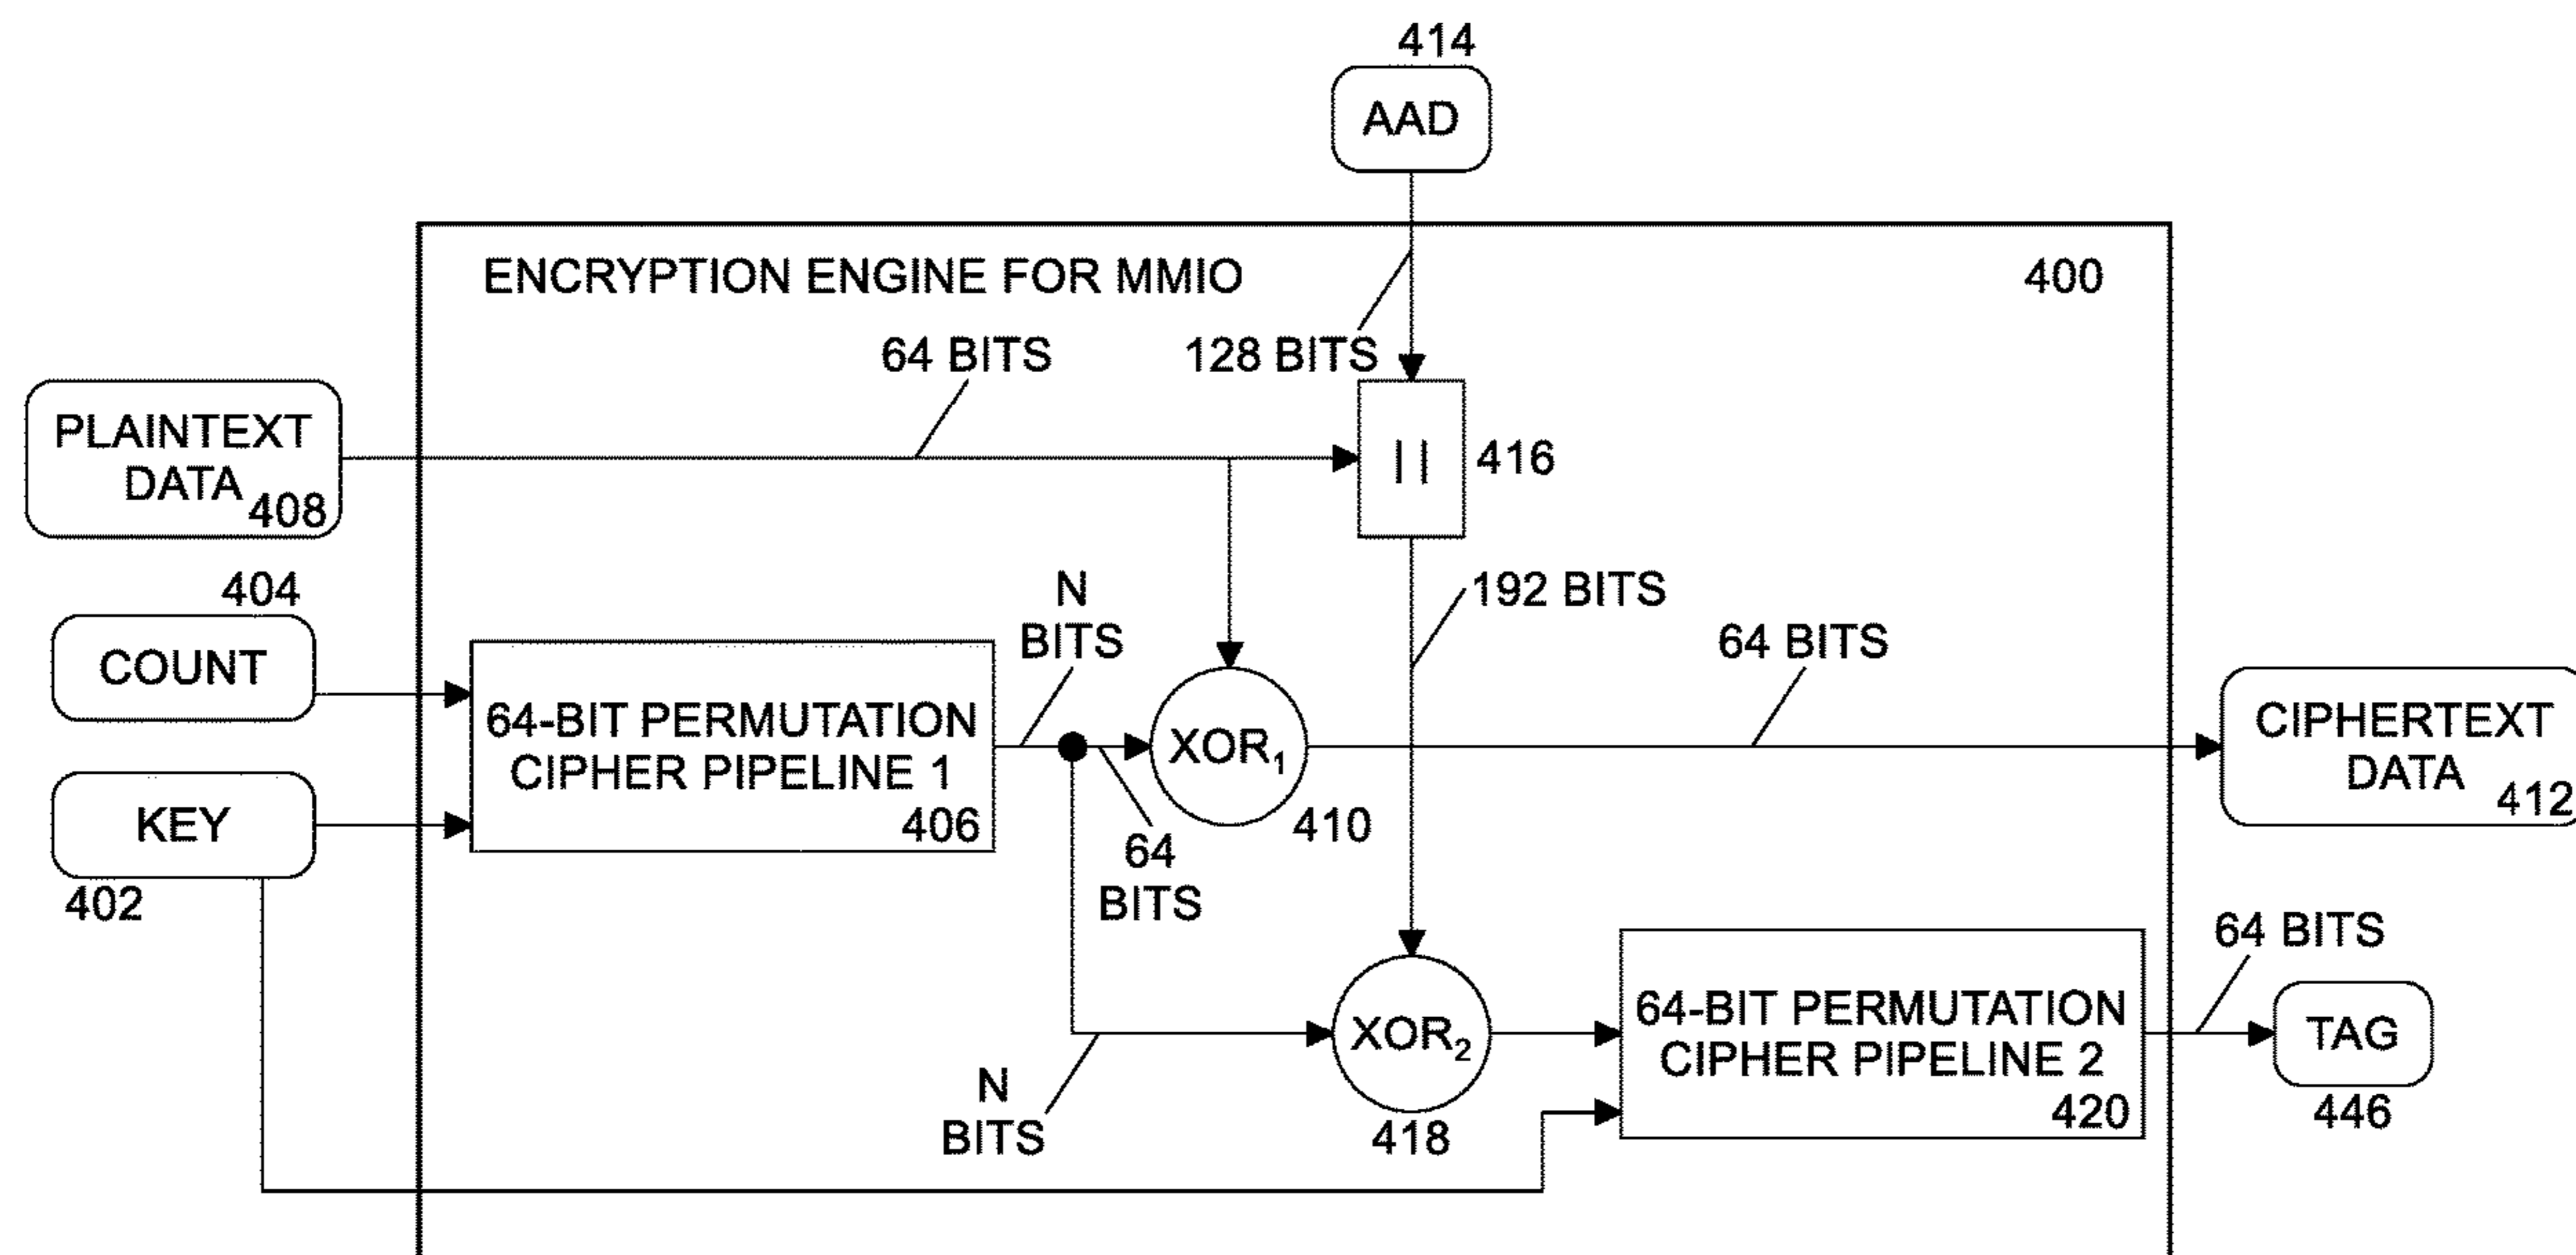 414
AAD
ENCRYPTION ENGINE FOR MMIO
400
64 BITS
128 BITS
PLAINTEXT
DATA
408
||
416
404
COUNT
N
BITS
192 BITS
64 BITS
64-BIT PERMUTATION
CIPHER PIPELINE 1
406
XOR₁
410
CIPHERTEXT
DATA
412
KEY
402
64
BITS
64 BITS
XOR₂
418
64-BIT PERMUTATION
CIPHER PIPELINE 2
420
TAG
446
N
BITS